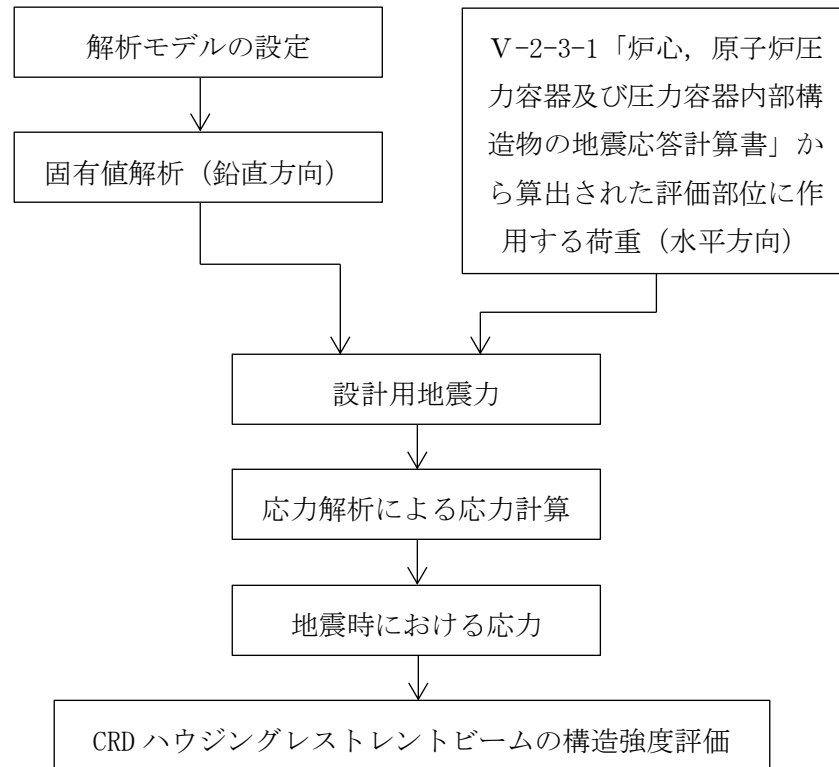 解析モデルの設定
固有値解析（鉛直方向）
Ⅴ-2-3-1「炉心，原子炉圧
力容器及び圧力容器内部構
造物の地震応答計算書」か
ら算出された評価部位に作
用する荷重（水平方向）
設計用地震力
応力解析による応力計算
地震時における応力
CRD ハウジングレストレントビームの構造強度評価